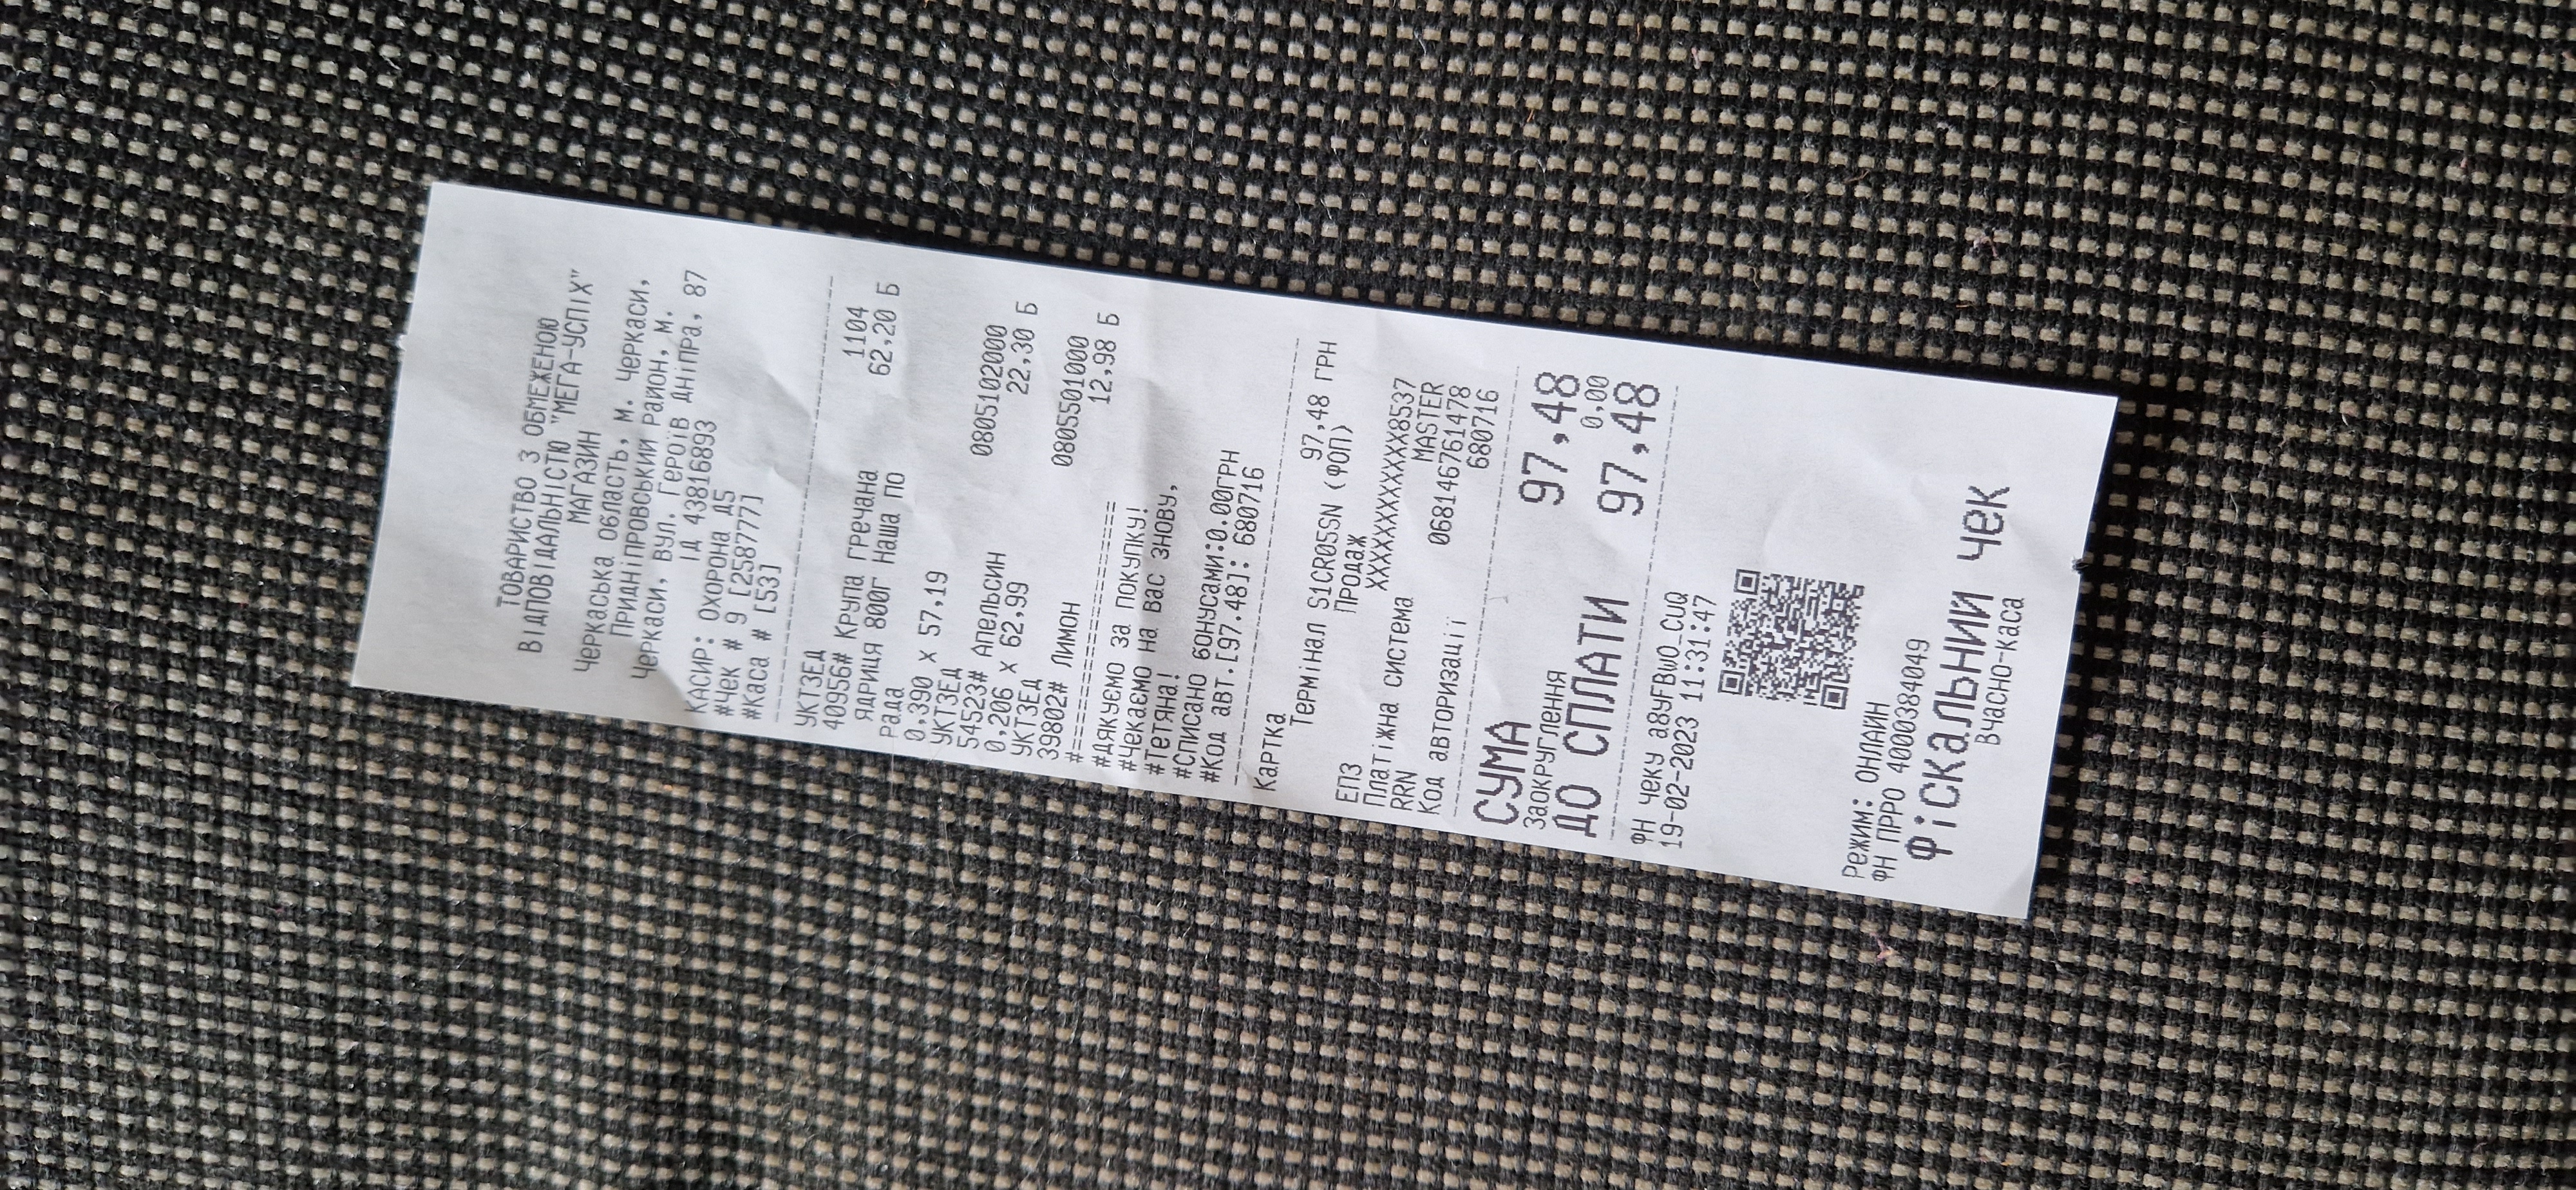 ТОВАРИСТВО З ОБМЕЖЕНОЮ
ВІДПОВІДАЛЬНІСТЮ "МЕГА-УСПІХ"
МАГАЗИН
Черкаська область, м. Черкаси,
Придніпровський район, м.
Черкаси, вул. Героїв Дніпра, 87
ІД 43816893
КАСИР: Охорона Д5
#Чек # 9 [258777]
#Каса # [53]
УКТЗЕД 1104
40956# Крупа гречана 62,20 Б
ядриця 800г Наша по
рада
0,390 x 57,19
УКТЗЕД 0805102000
54523# Апельсин 22,30 Б
0,206 x 62,99
УКТЗЕД 0805501000
39802# Лимон 12,98 Б
#==============================
#Дякуємо за покупку!
#Чекаємо на Вас знову,
#Тетяна!
#Списано бонусами:0.00грн
#Код авт.[97.48]: 680716
Картка 97,48 ГРН
Термінал S1CR05SN (ФОП)
Продаж
ЕПЗ XXXXXXXXXXXXXXX8537
Платіжна система MASTER
RRN 068146761478
Код авторизації 680716
СУМА 97,48
Заокруглення 0,00
ДО СПЛАТИ 97,48
ФН чеку a8yFBwO_CuQ
19-02-2023 11:31:47
Режим: ОНЛАЙН
ФН ПРРО 4000384049
Фіскальний чек
Вчасно-каса